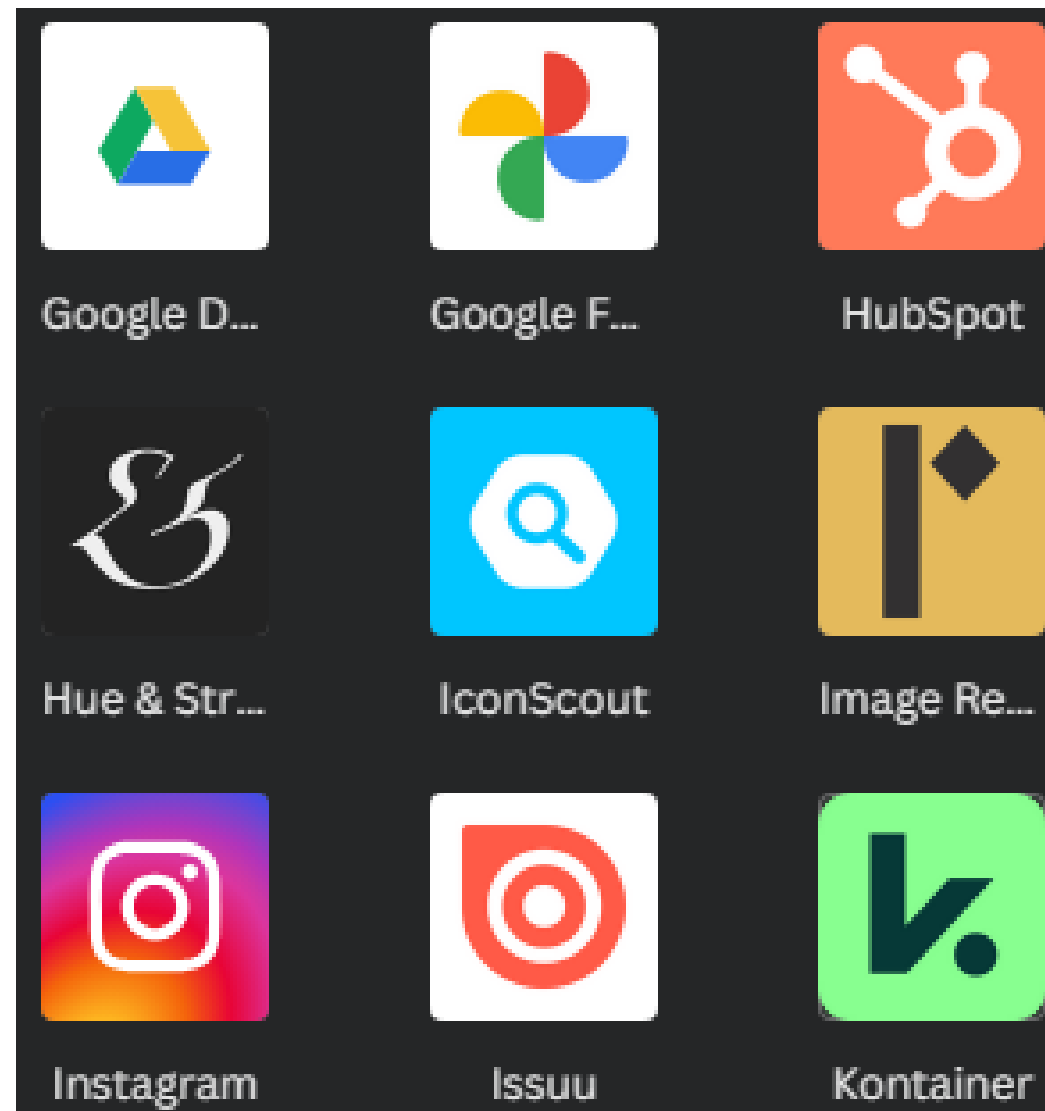 Google D...
Google F...
HubSpot
Hue & Str...
IconScout
Image Re...
Instagram
Issuu
Kontainer